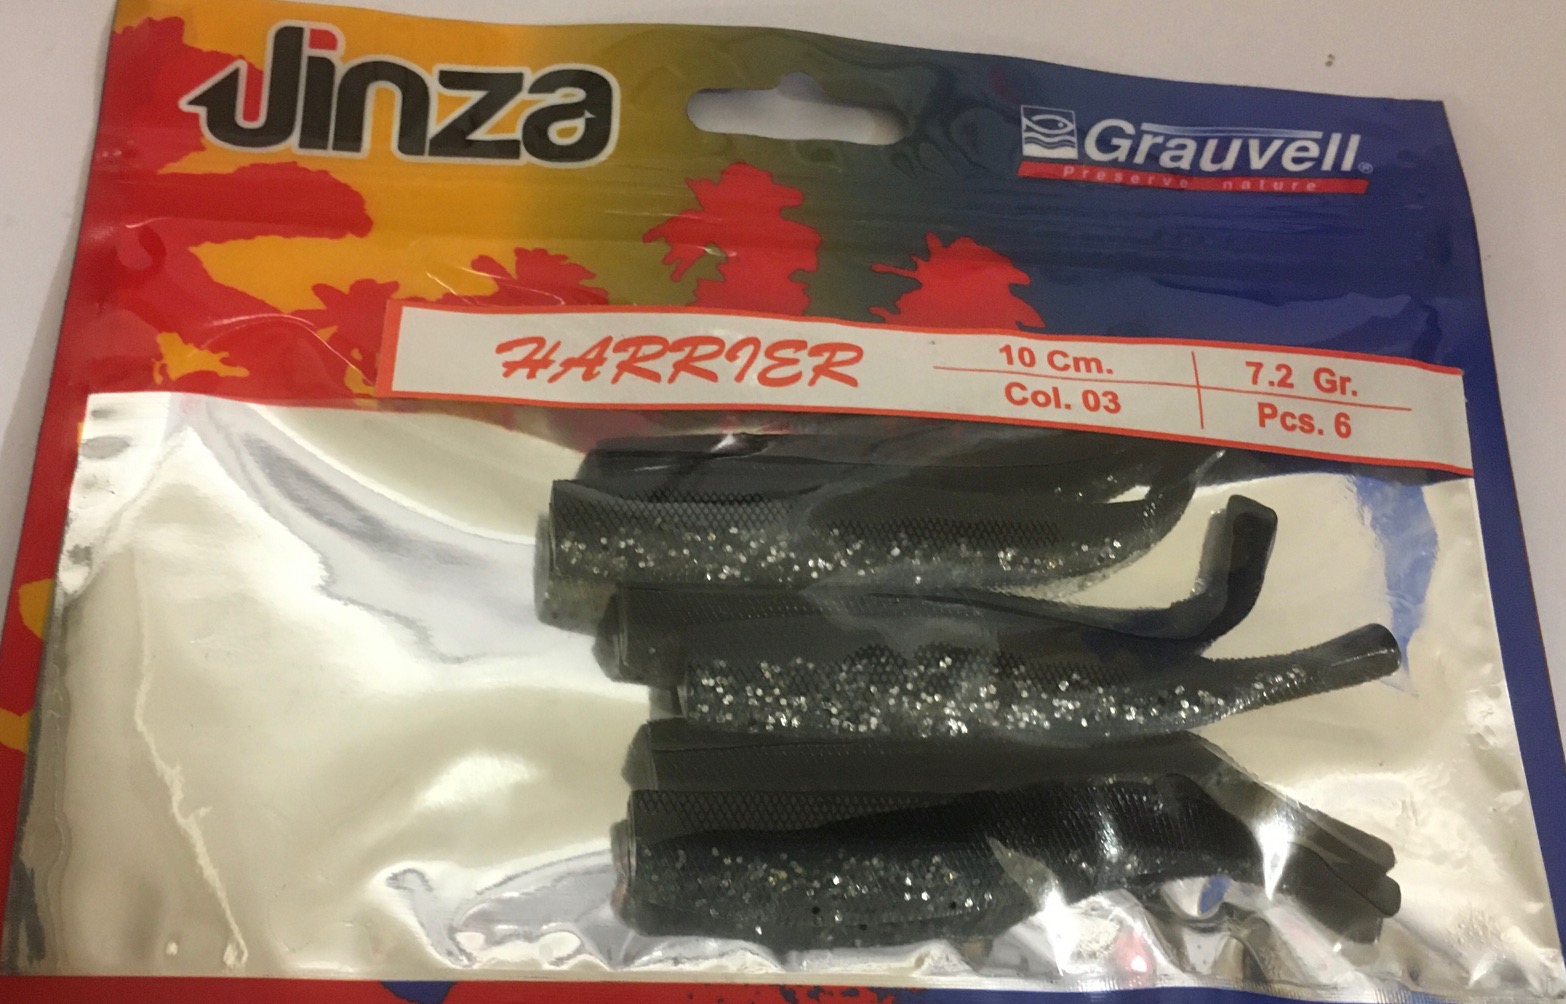 Jinza
Grauvell®
Preserve nature
HARRIER
10 Cm.
7.2 Gr.
Col. 03
Pcs. 6